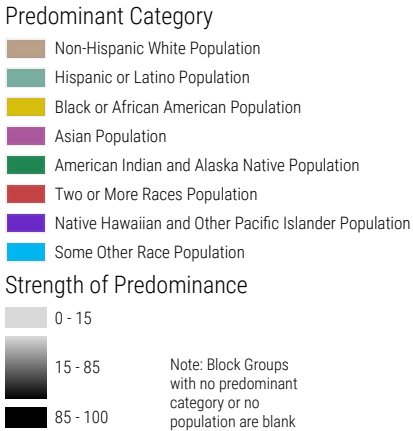 Predominant Category
Non-Hispanic White Population
Hispanic or Latino Population
Black or African American Population
Asian Population
American Indian and Alaska Native Population
Two or More Races Population
Native Hawaiian and Other Pacific Islander Population
Some Other Race Population
Strength of Predominance
0 - 15
15 - 85
85 - 100
Note: Block Groups
with no predominant
category or no
population are blank